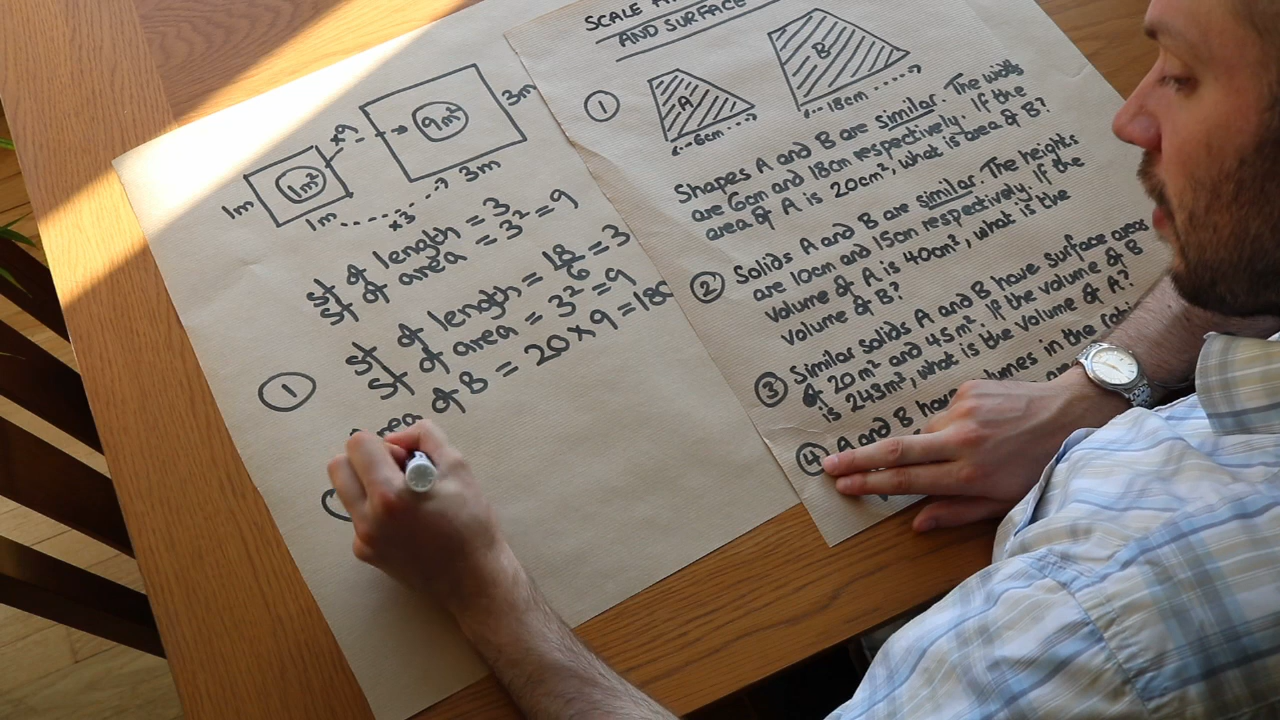 1m²
1m
1m
×9
×3
9m²
3m
3m
sf of length = 3
sf of area = 3² = 9
1
sf of length = 18/6 = 3
sf of area = 3² = 9
area of B = 20 × 9 = 180
SCALE
AND SURFACE
1
A
6cm
B
18cm
Shapes A and B are similar. The
are 6cm and 18cm respectively. If the
area of A is 20cm², what is area of B?
2 Solids A and B are similar. The heights
are 10cm and 15cm respectively. If the
volume of A is 40cm³, what is the
volume of B?
3 Similar solids A and B have surface areas
of 20m² and 45m². If the volume of B
is 243m³, what is the volume of A?
4 A and B have in the